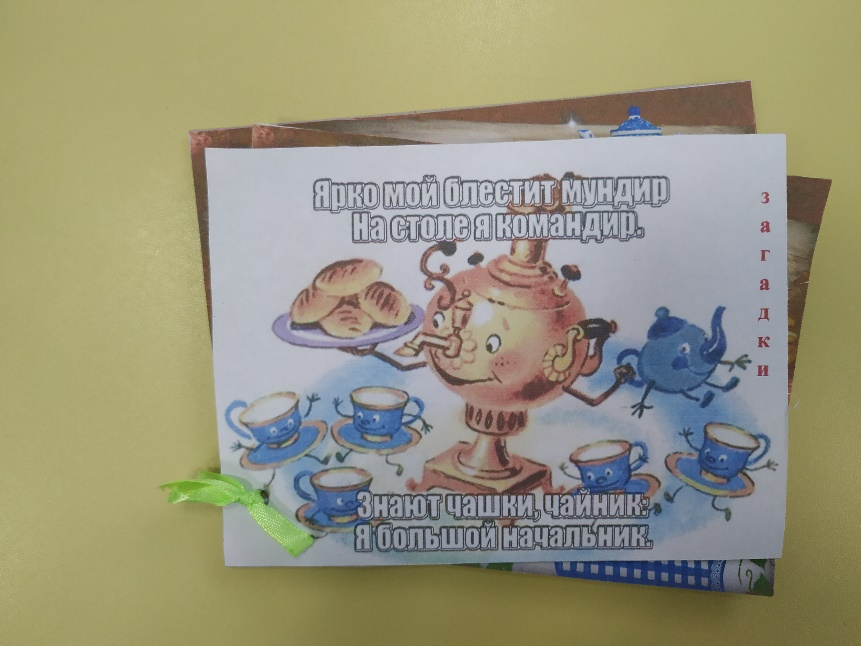 Ярко мой блестит мундир
На столе я командир.
загадки
Знают чашки, чайник:
Я большой начальник.